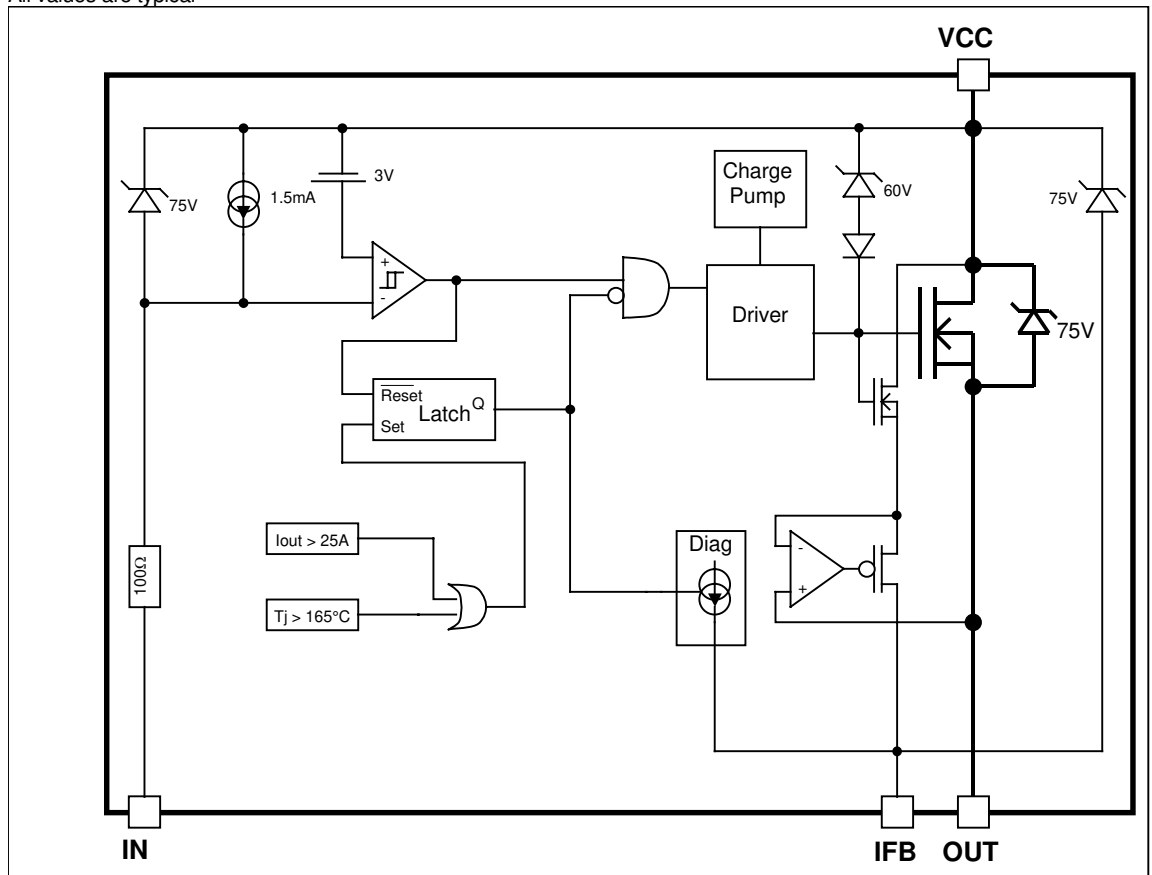 All values are typical
VCC
75V
1.5mA
3V
Charge
Pump
60V
75V
+
-
Driver
75V
Reset
Latch
Q
Set
Iout > 25A
Tj > 165°C
100Ω
Diag
-
+
IN
IFB
OUT